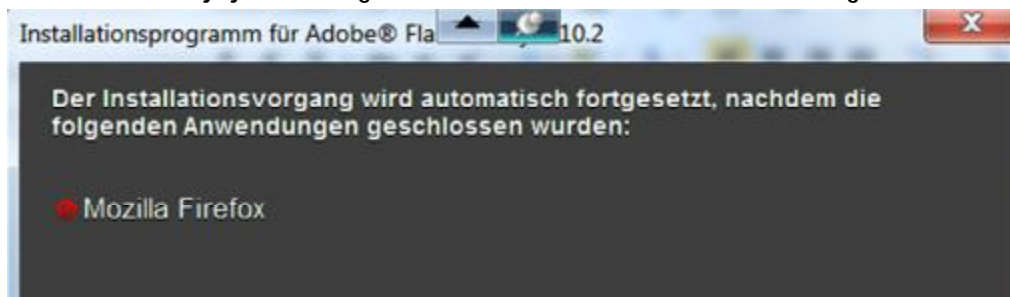 Installationsprogramm für Adobe® Fla 10.2
Der Installationsvorgang wird automatisch fortgesetzt, nachdem die
folgenden Anwendungen geschlossen wurden:
Mozilla Firefox